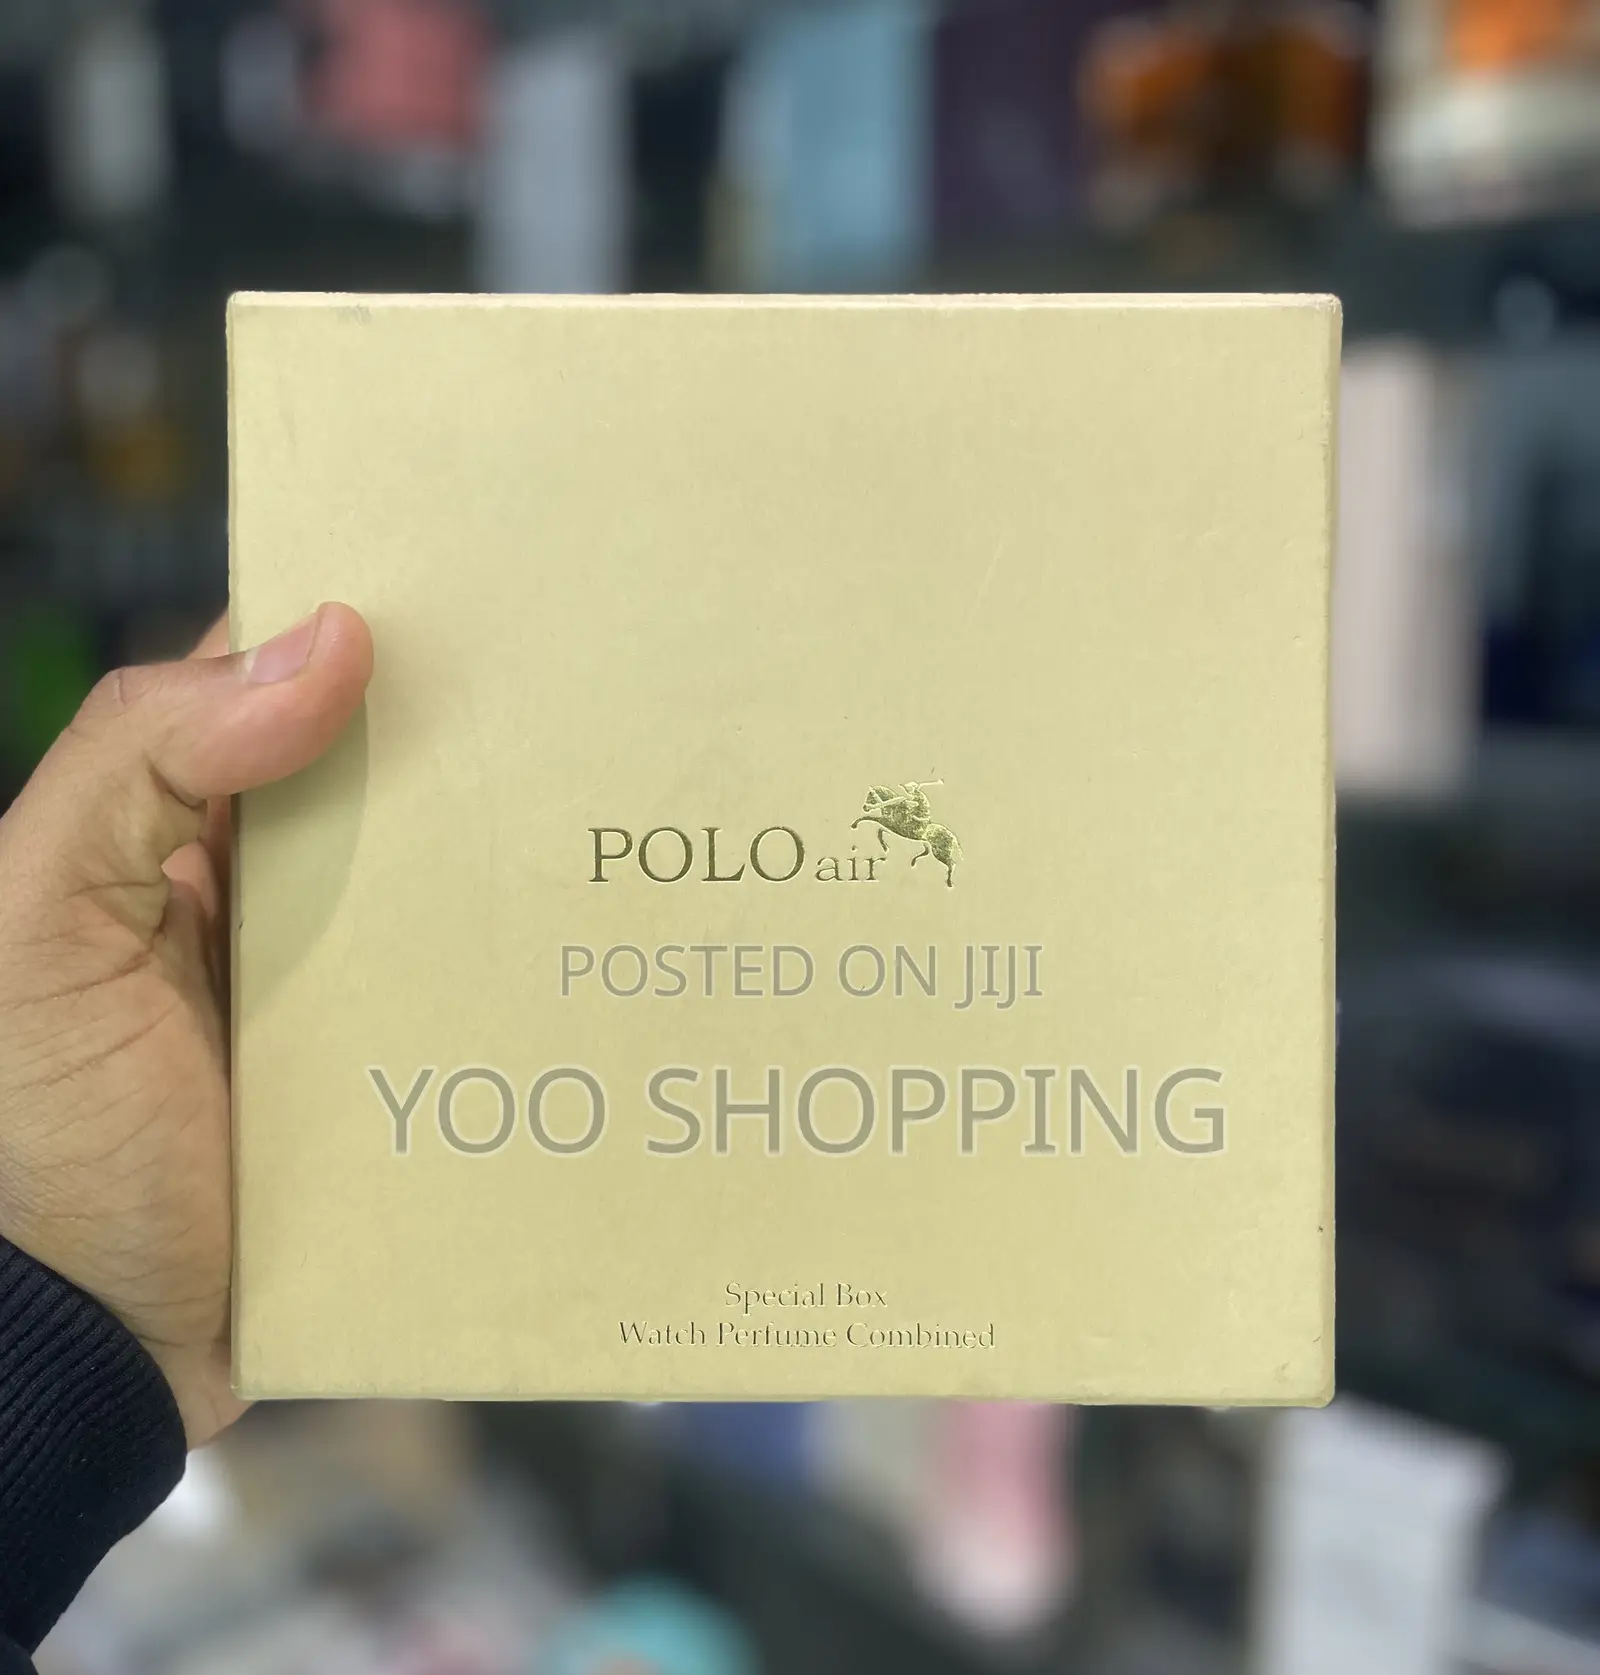 POLO air
POSTED ON JIJI
YOO SHOPPING
Special Box
Watch Perfume Combined